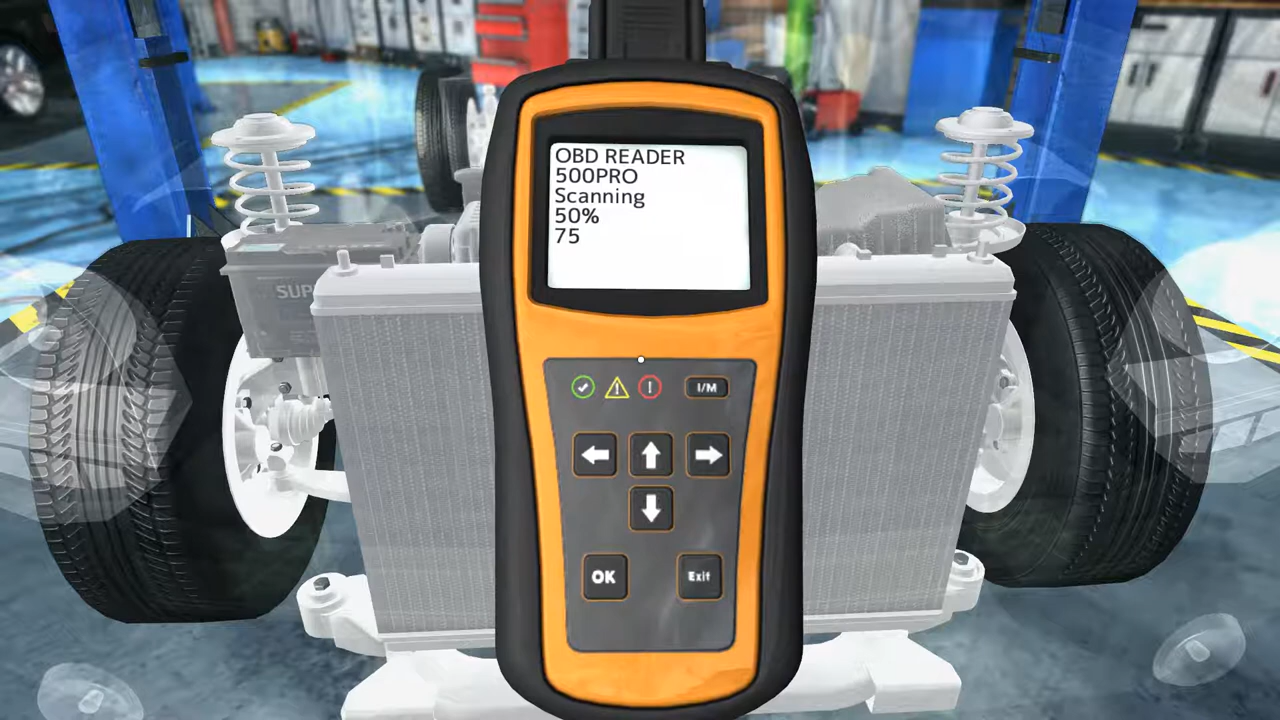 OBD READER
500PRO
Scanning
50%
75
SUP
I/M
OK
Exit